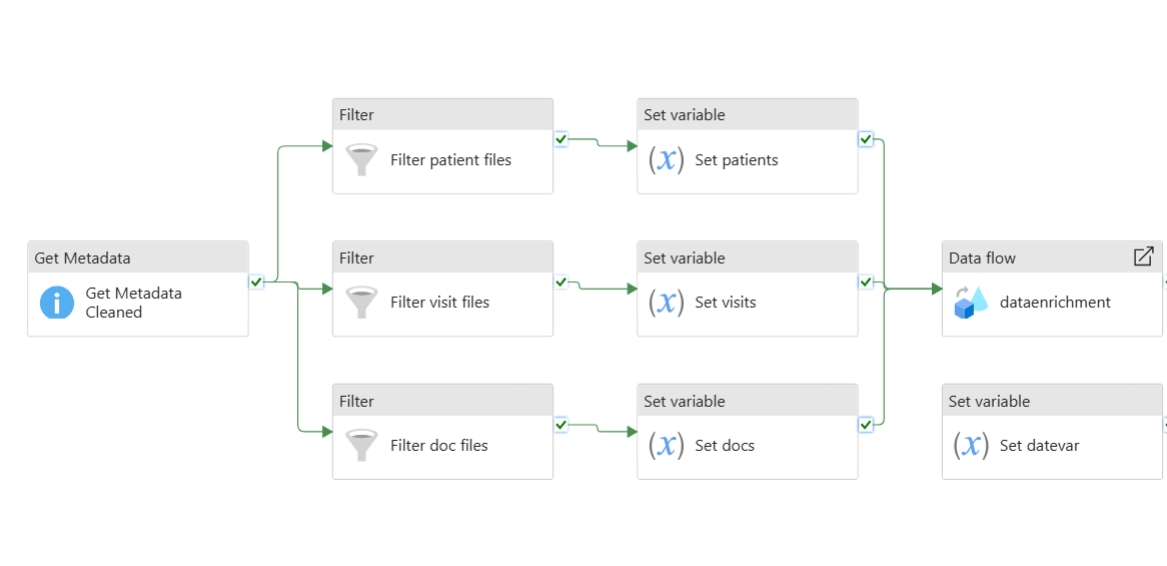 Get Metadata
Get Metadata
Cleaned
Filter
Filter patient files
Filter
Filter visit files
Filter
Filter doc files
Set variable
(x) Set patients
Set variable
(x) Set visits
Set variable
(x) Set docs
Data flow
dataenrichment
Set variable
(x) Set datevar